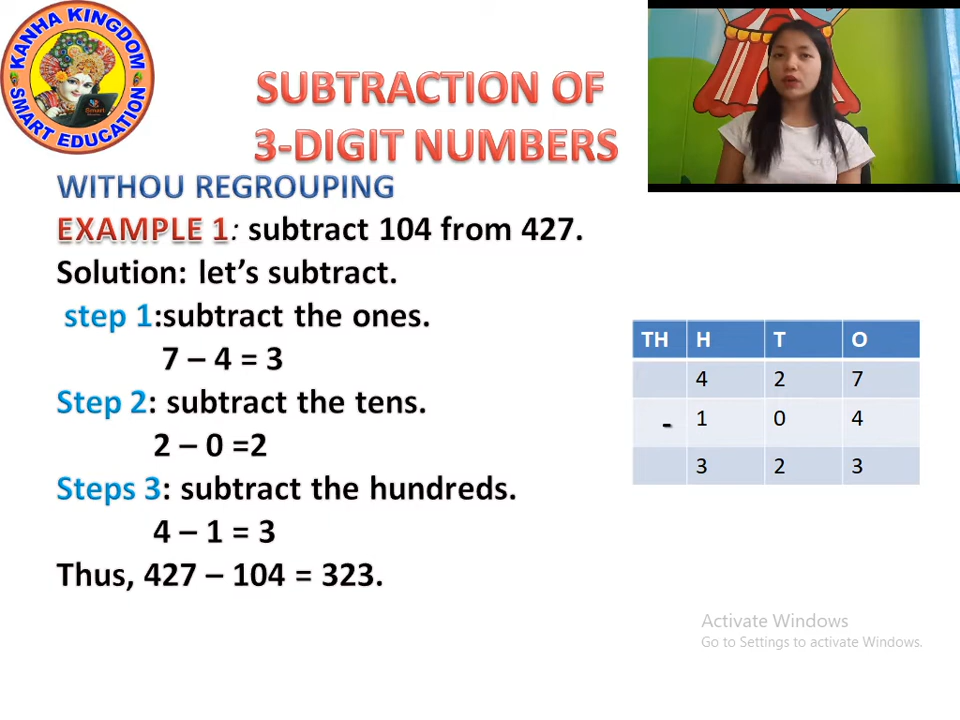 KANHA KINGDOM
SMART EDUCATION
SUBTRACTION OF
3-DIGIT NUMBERS
WITHOU REGROUPING
EXAMPLE 1: subtract 104 from 427.
Solution: let's subtract.
step 1:subtract the ones.
7 – 4 = 3
Step 2: subtract the tens.
2 – 0 =2
Steps 3: subtract the hundreds.
4 – 1 = 3
Thus, 427 – 104 = 323.
TH H T O
4 2 7
- 1 0 4
3 2 3
Activate Windows
Go to Settings to activate Windows.